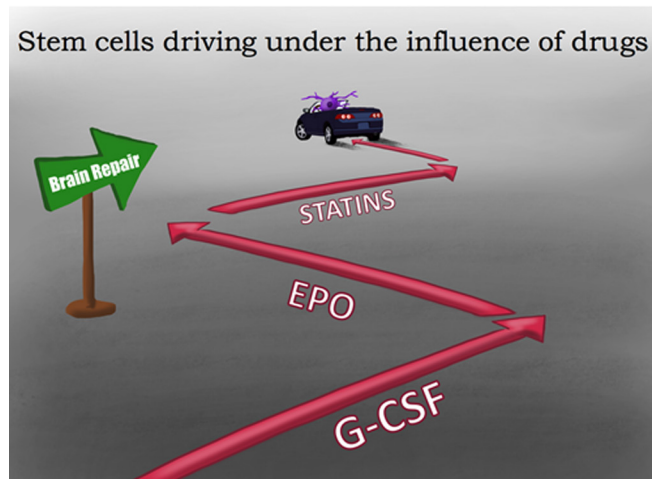 Stem cells driving under the influence of drugs
Brain Repair
STATINS
EPO
G-CSF